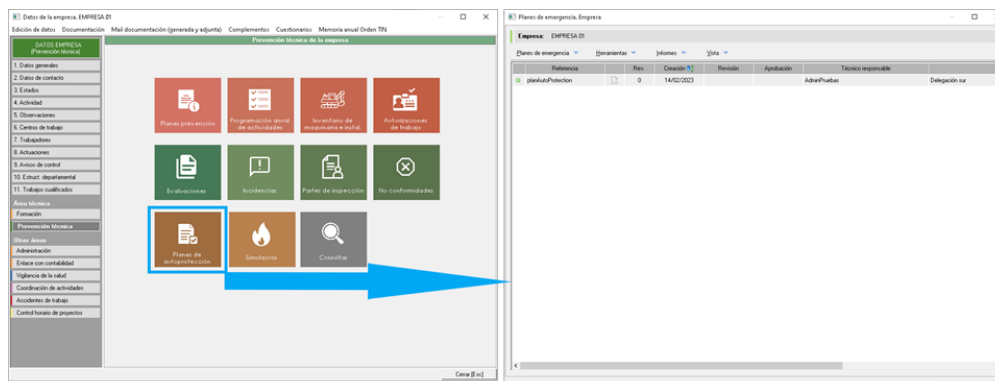 Datos de la empresa. EMPRESA 01
Edición de datos Documentación Mail documentación (generada y adjunta) Complementos Cuestionarios Memoria anual Orden TIN
DATOS EMPRESA
(Prevención técnica)
1. Datos generales
2. Datos de contacto
3. Estados
4. Actividad
5. Observaciones
6. Centros de trabajo
7. Trabajadores
8. Actuaciones
9. Avisos de control
10. Estruct. departamental
11. Trabajos cualificados
Área técnica
Formación
Prevención técnica
Otras áreas
Administración
Enlace con contabilidad
Vigilancia de la salud
Coordinación de actividades
Accidentes de trabajo
Control horario de proyectos
Prevención técnica de la empresa
Planes prevención
Programación anual
de actividades
Inventario de
maquinaria e instal.
Autorizaciones
de trabajo
Evaluaciones
Incidencias
Partes de inspección
No conformidades
Planes de
autoprotección
Simulacros
Consultas
Cerrar [Esc]
Planes de emergencia. Empresa
Empresa: EMPRESA 01
Planes de emergencia Herramientas Informes Vista
Referencia Rev. Creación Revisión Aprobación Técnico responsable
planAutoProtection 0 14/02/2023 AdminPruebas Delegación sur